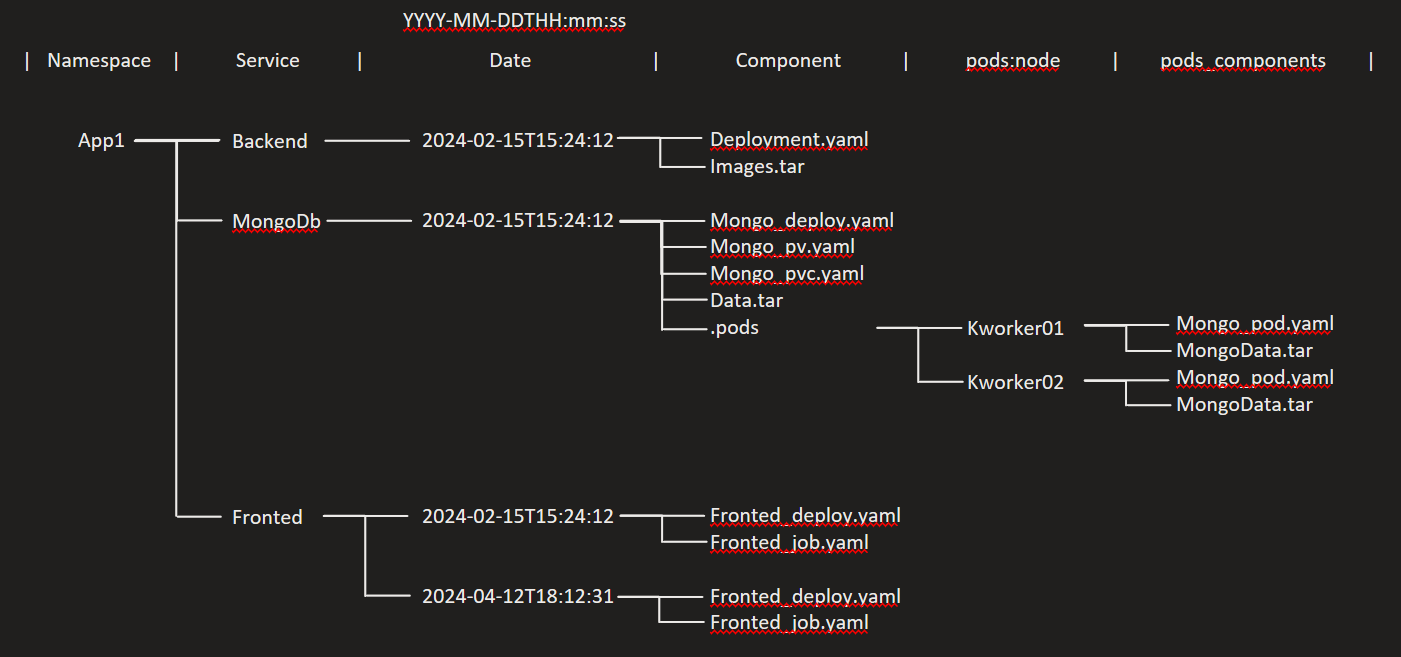 YYYY-MM-DDTHH:mm:ss
| Namespace | Service | Date | Component | pods:node | pods_components |
App1 Backend 2024-02-15T15:24:12 Deployment.yaml
Images.tar
MongoDb 2024-02-15T15:24:12 Mongo_deploy.yaml
Mongo_pv.yaml
Mongo_pvc.yaml
Data.tar
.pods Kworker01 Mongo_pod.yaml
MongoData.tar
Kworker02 Mongo_pod.yaml
MongoData.tar
Fronted 2024-02-15T15:24:12 Fronted_deploy.yaml
Fronted_job.yaml
2024-04-12T18:12:31 Fronted_deploy.yaml
Fronted_job.yaml